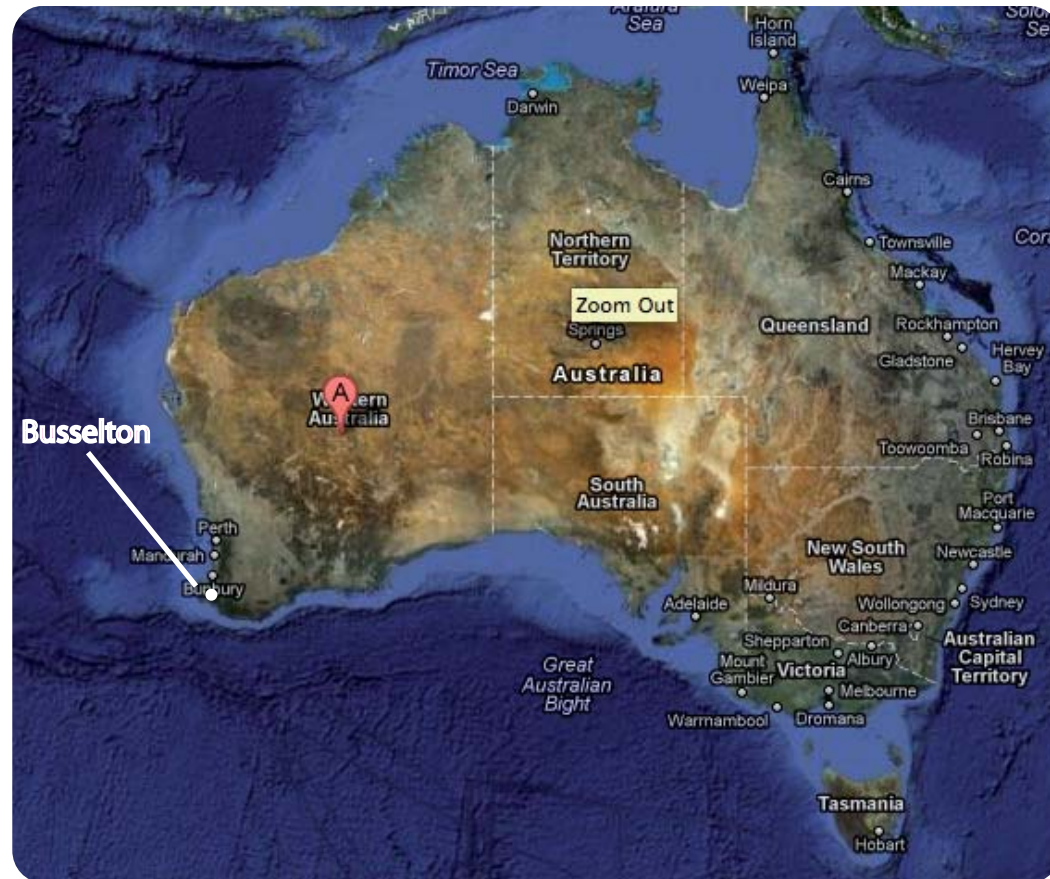 Arafura
Sea
Horn
Island
Solo
Se
Timor Sea
Weipa
Darwin
Cairns
Northern
Territory
Townsville
Cor
Mackay
Zoom Out
Springs
Queensland
Rockhampton
Gladstone
Hervey
Bay
Australia
A
Australia
Busselton
Brisbane
Toowoomba
Robina
South
Australia
Port
Macquarie
Perth
Mandurah
New South
Wales
Newcastle
Bunbury
Mildura
Adelaide
Wollongong
Sydney
Canberra
Australian
Capital
Territory
Shepparton
Albury
Mount
Gambier
Victoria
Great
Australian
Bight
Melbourne
Warrnambool
Dromana
Tasmania
Hobart